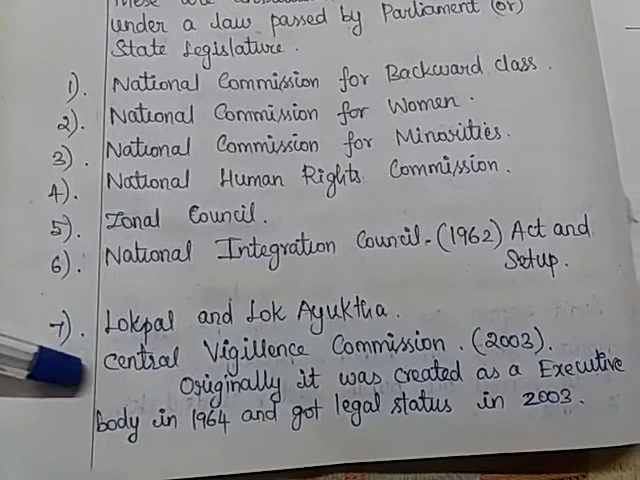 These are
under a law passed by Parliament (or)
State Legislature.
1). National Commission for Backward class.
2). National Commission for Women.
3). National Commission for Minorities.
4). National Human Rights Commission.
5). Zonal Council.
6). National Integration Council - (1962) Act and
Setup.
7). Lokpal and Lok Ayuktha.
Central Vigillence Commission. (2003).
Originally it was created as a Executive
body in 1964 and got legal status in 2003.